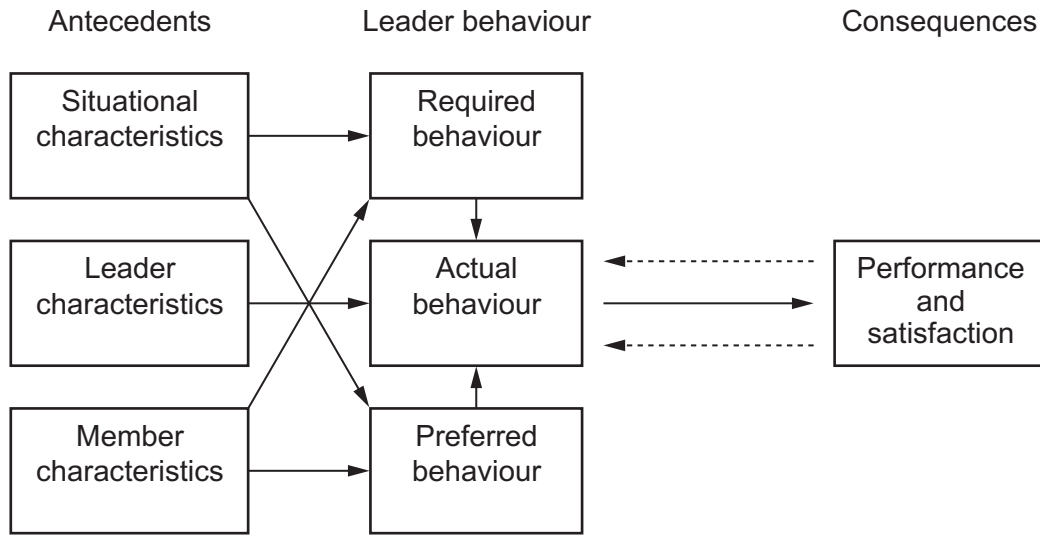 Antecedents
Leader behaviour
Consequences
Situational
characteristics
Required
behaviour
Leader
characteristics
Actual
behaviour
Performance
and
satisfaction
Member
characteristics
Preferred
behaviour